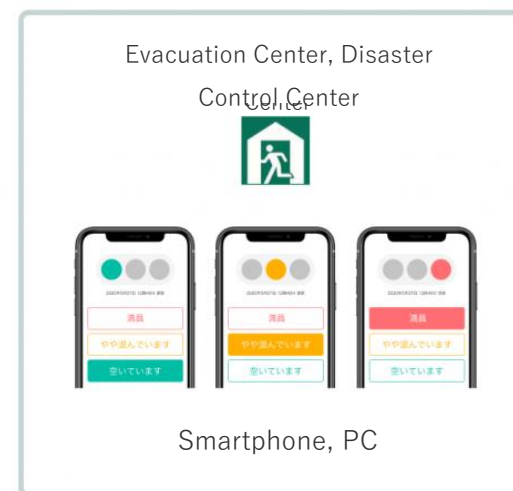 Evacuation Center, Disaster
Control Center
Center
満員
やや混んでいます
空いています
満員
やや混んでいます
空いています
満員
やや混んでいます
空いています
Smartphone, PC